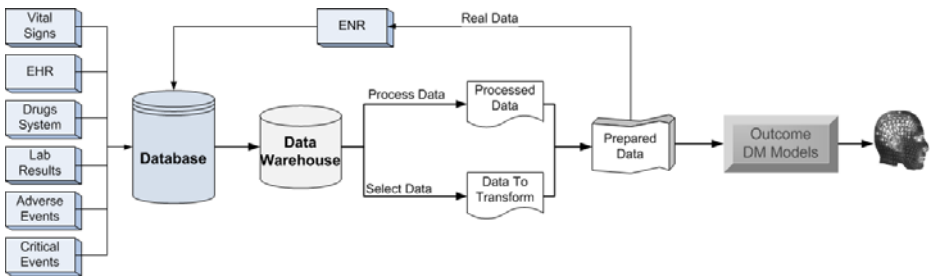 Vital
Signs
EHR
Drugs
System
Lab
Results
Adverse
Events
Critical
Events
Database
ENR
Real Data
Data
Warehouse
Process Data
Select Data
Processed
Data
Data To
Transform
Prepared
Data
Outcome
DM Models